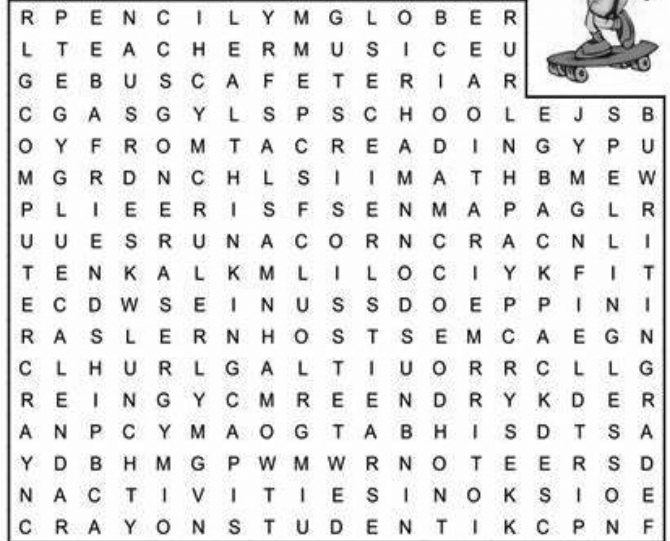 R P E N C I L Y M G L O B E R
L T E A C H E R M U S I C E U
G E B U S C A F E T E R I A R
C G A S G Y L S P S C H O O L E J S B
O Y F R O M T A C R E A D I N G Y P U
M G R D N C H L S I I M A T H B M E W
P L I E E R I S F S E N M A P A G L R
U U E S R U N A C O R N C R A C N L I
T E N K A L K M L I L O C I Y K F I T
E C D W S E I N U S S D O E P P I N I
R A S L E R N H O S T S E M C A E G N
C L H U R L G A L T I U O R R C L L G
R E I N G Y C M R E E N D R Y K D E R
A N P C Y M A O G T A B H I S D T S A
Y D B H M G P W M W R N O T E E R S D
N A C T I V I T I E S I N O K S I O E
C R A Y O N S T U D E N T I K C P N F